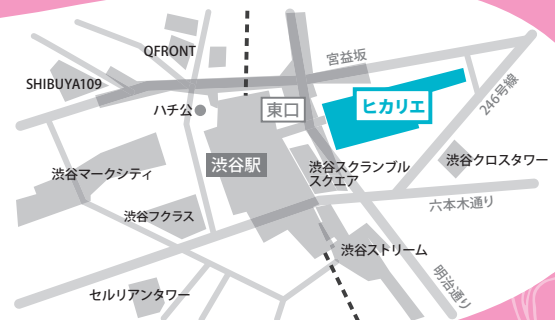 QFRONT
宮益坂
SHIBUYA109
ハチ公
東口
ヒカリエ
246号線
渋谷駅
渋谷スクランブル
スクエア
渋谷クロスタワー
渋谷マークシティ
渋谷フクラス
六本木通り
渋谷ストリーム
明治通り
セルリアンタワー